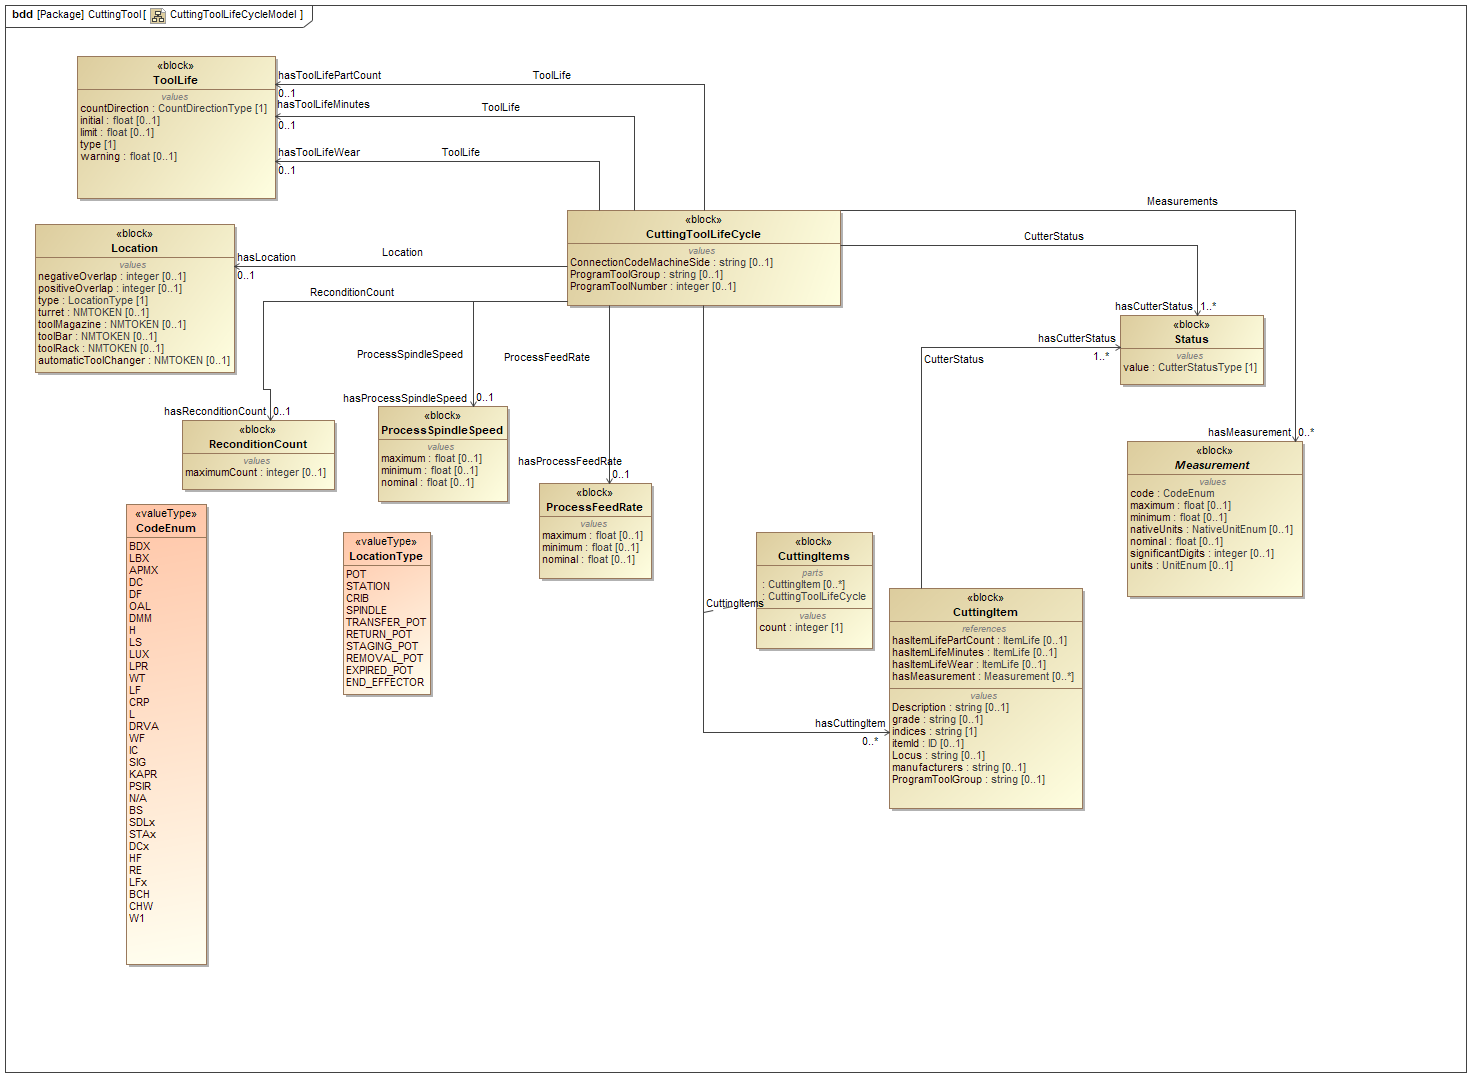 bdd [Package] CuttingTool[ CuttingToolLifeCycleModel ]
«block»
ToolLife
values
countDirection : CountDirectionType [1]
initial : float [0..1]
limit : float [0..1]
type [1]
warning : float [0..1]
hasToolLifePartCount
ToolLife
0..1
hasToolLifeMinutes
ToolLife
0..1
hasToolLifeWear
ToolLife
0..1
«block»
CuttingToolLifeCycle
values
ConnectionCodeMachineSide : string [0..1]
ProgramToolGroup : string [0..1]
ProgramToolNumber : integer [0..1]
Measurements
CutterStatus
«block»
Location
values
negativeOverlap : integer [0..1]
positiveOverlap : integer [0..1]
type : LocationType [1]
turret : NMTOKEN [0..1]
toolMagazine : NMTOKEN [0..1]
toolBar : NMTOKEN [0..1]
toolRack : NMTOKEN [0..1]
automaticToolChanger : NMTOKEN [0..1]
hasLocation
Location
0..1
ReconditionCount
ProcessSpindleSpeed
ProcessFeedRate
hasCutterStatus
1..*
«block»
Status
values
value : CutterStatusType [1]
hasCutterStatus
1..*
CutterStatus
hasReconditionCount
0..1
«block»
ReconditionCount
values
maximumCount : integer [0..1]
hasProcessSpindleSpeed
0..1
«block»
ProcessSpindleSpeed
values
maximum : float [0..1]
minimum : float [0..1]
nominal : float [0..1]
hasProcessFeedRate
0..1
«block»
ProcessFeedRate
values
maximum : float [0..1]
minimum : float [0..1]
nominal : float [0..1]
hasMeasurement
0..*
«block»
Measurement
values
code : CodeEnum
maximum : float [0..1]
minimum : float [0..1]
nativeUnits : NativeUnitEnum [0..1]
nominal : float [0..1]
significantDigits : integer [0..1]
units : UnitEnum [0..1]
«valueType»
CodeEnum
BDX
LBX
APMX
DC
DF
OAL
DMM
H
LS
LUX
LPR
WT
LF
CRP
L
DRVA
WF
IC
SIG
KAPR
PSIR
N/A
BS
SDLx
STAx
DCx
HF
RE
LFx
BCH
CHW
W1
«valueType»
LocationType
POT
STATION
CRIB
SPINDLE
TRANSFER_POT
RETURN_POT
STAGING_POT
REMOVAL_POT
EXPIRED_POT
END_EFFECTOR
«block»
CuttingItems
parts
: CuttingItem [0..*]
: CuttingToolLifeCycle
values
count : integer [1]
CuttingItems
hasCuttingItem
0..*
«block»
CuttingItem
references
hasItemLifePartCount : ItemLife [0..1]
hasItemLifeMinutes : ItemLife [0..1]
hasItemLifeWear : ItemLife [0..1]
hasMeasurement : Measurement [0..*]
values
Description : string [0..1]
grade : string [0..1]
indices : string [1]
itemId : ID [0..1]
Locus : string [0..1]
manufacturers : string [0..1]
ProgramToolGroup : string [0..1]